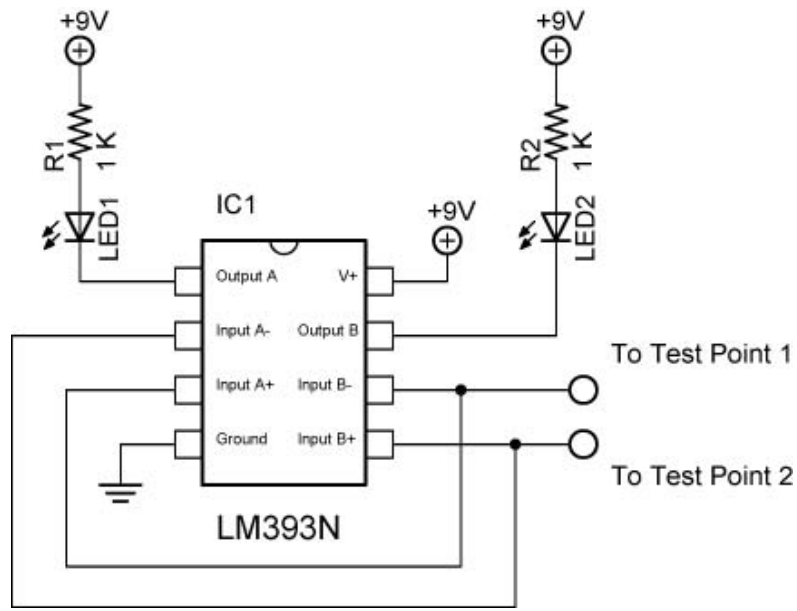 +9V
+9V
R1
1 K
R2
1 K
LED1
LED2
IC1
+9V
Output A
V+
Input A-
Output B
Input A+
Input B-
Ground
Input B+
To Test Point 1
To Test Point 2
LM393N